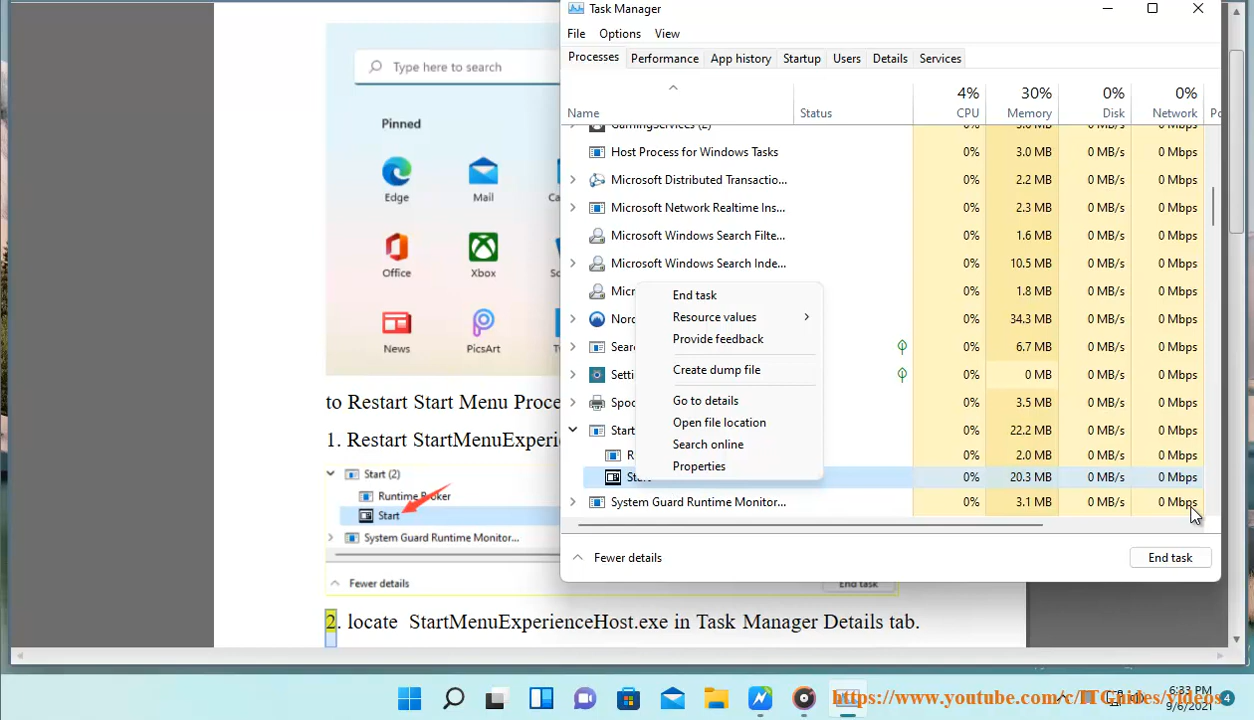 Task Manager
File Options View
Processes Performance App history Startup Users Details Services
4% 30% 0% 0%
Name Status CPU Memory Disk Network
GamingServices (2) 0% 0 MB/s 0 Mbps
Host Process for Windows Tasks 0% 3.0 MB 0 MB/s 0 Mbps
Microsoft Distributed Transactio... 0% 2.2 MB 0 MB/s 0 Mbps
Microsoft Network Realtime Ins... 0% 2.3 MB 0 MB/s 0 Mbps
Microsoft Windows Search Filte... 0% 1.6 MB 0 MB/s 0 Mbps
Microsoft Windows Search Inde... 0% 10.5 MB 0 MB/s 0 Mbps
0% 1.8 MB 0 MB/s 0 Mbps
0% 34.3 MB 0 MB/s 0 Mbps
0% 6.7 MB 0 MB/s 0 Mbps
0% 0 MB 0 MB/s 0 Mbps
0% 3.5 MB 0 MB/s 0 Mbps
Start 0% 22.2 MB 0 MB/s 0 Mbps
0% 2.0 MB 0 MB/s 0 Mbps
Start 0% 20.3 MB 0 MB/s 0 Mbps
System Guard Runtime Monitor... 0% 3.1 MB 0 MB/s 0 Mbps
Fewer details End task
End task
Resource values
Provide feedback
Create dump file
Go to details
Open file location
Search online
Properties
Type here to search
Pinned
Edge Mail
Office Xbox
News PicsArt
to Restart Start Menu
1. Restart
Start (2)
Runtime Broker
Start
System Guard Runtime Monitor...
Fewer details End task
2. locate StartMenuExperienceHost.exe in Task Manager Details tab.
https://www.youtube.com/c/ITGuides/videos
6:33 PM
9/6/2021
4